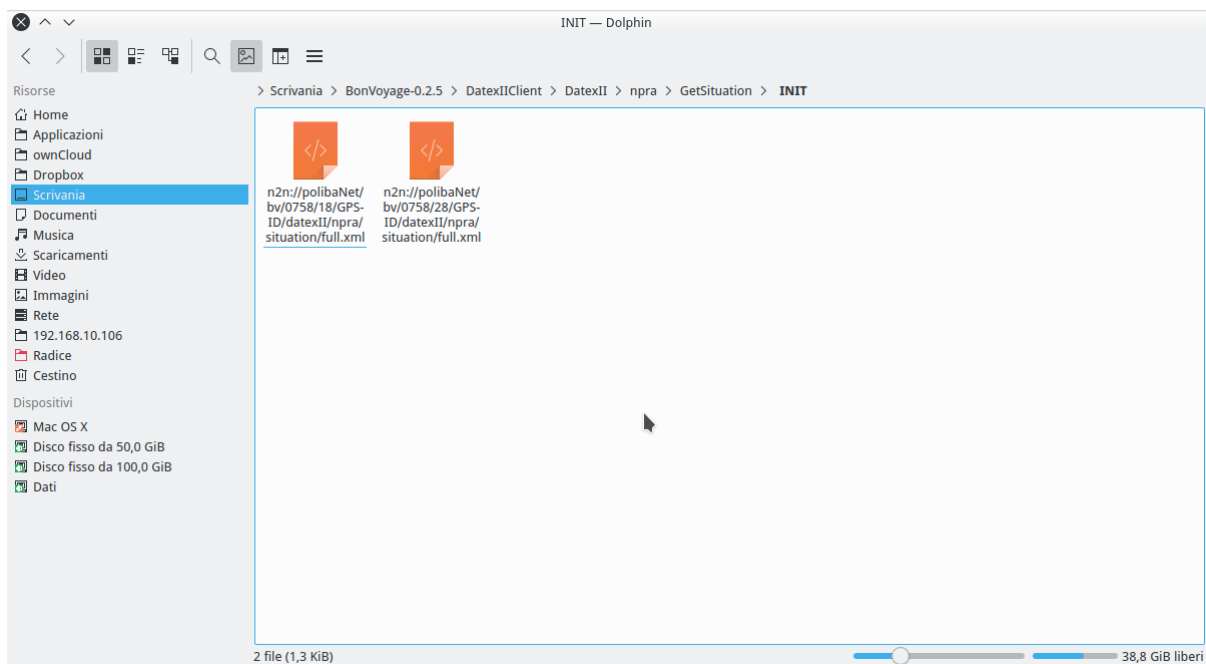 INIT — Dolphin
Risorse
> Scrivania > BonVoyage-0.2.5 > DatexIIClient > DatexII > npra > GetSituation > INIT
Home
Applicazioni
ownCloud
Dropbox
Scrivania
Documenti
Musica
Scaricamenti
Video
Immagini
Rete
192.168.10.106
Radice
Cestino
Dispositivi
Mac OS X
Disco fisso da 50,0 GiB
Disco fisso da 100,0 GiB
Dati
n2n://polibaNet/
bv/0758/18/GPS-
ID/datexII/npra/
situation/full.xml
n2n://polibaNet/
bv/0758/28/GPS-
ID/datexII/npra/
situation/full.xml
2 file (1,3 KiB)
38,8 GiB liberi